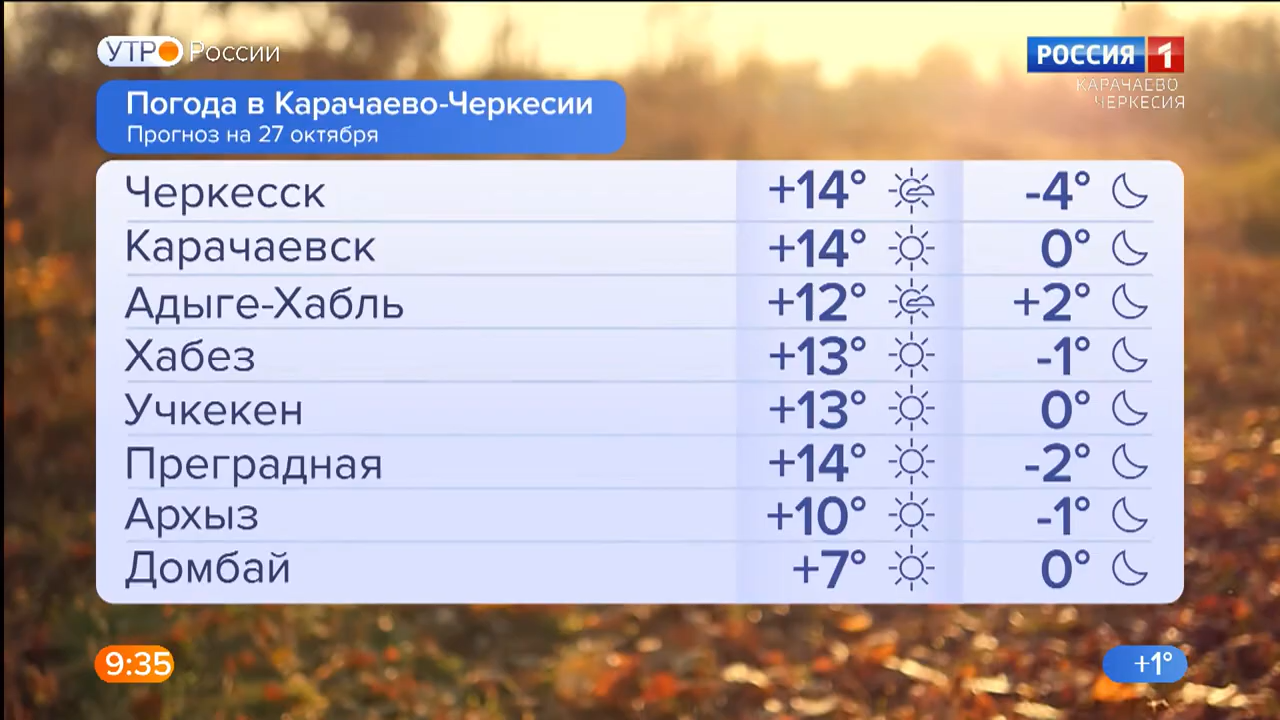 УТРО России
РОССИЯ 1
КАРАЧАЕВО
ЧЕРКЕСИЯ
Погода в Карачаево-Черкесии
Прогноз на 27 октября
Черкесск +14° -4°
Карачаевск +14° 0°
Адыге-Хабль +12° +2°
Хабез +13° -1°
Учкекен +13° 0°
Преградная +14° -2°
Архыз +10° -1°
Домбай +7° 0°
9:35 +1°